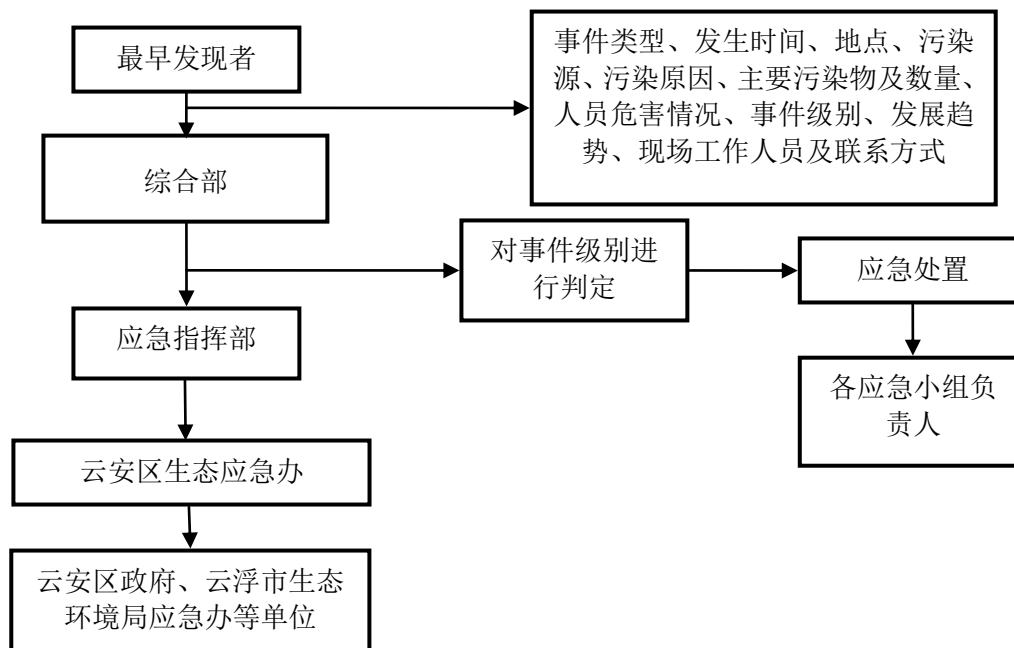 最早发现者
事件类型、发生时间、地点、污染
源、污染原因、主要污染物及数量、
人员危害情况、事件级别、发展趋
势、现场工作人员及联系方式
综合部
对事件级别进
行判定
应急处置
应急指挥部
各应急小组负
责人
云安区生态应急办
云安区政府、云浮市生态
环境局应急办等单位